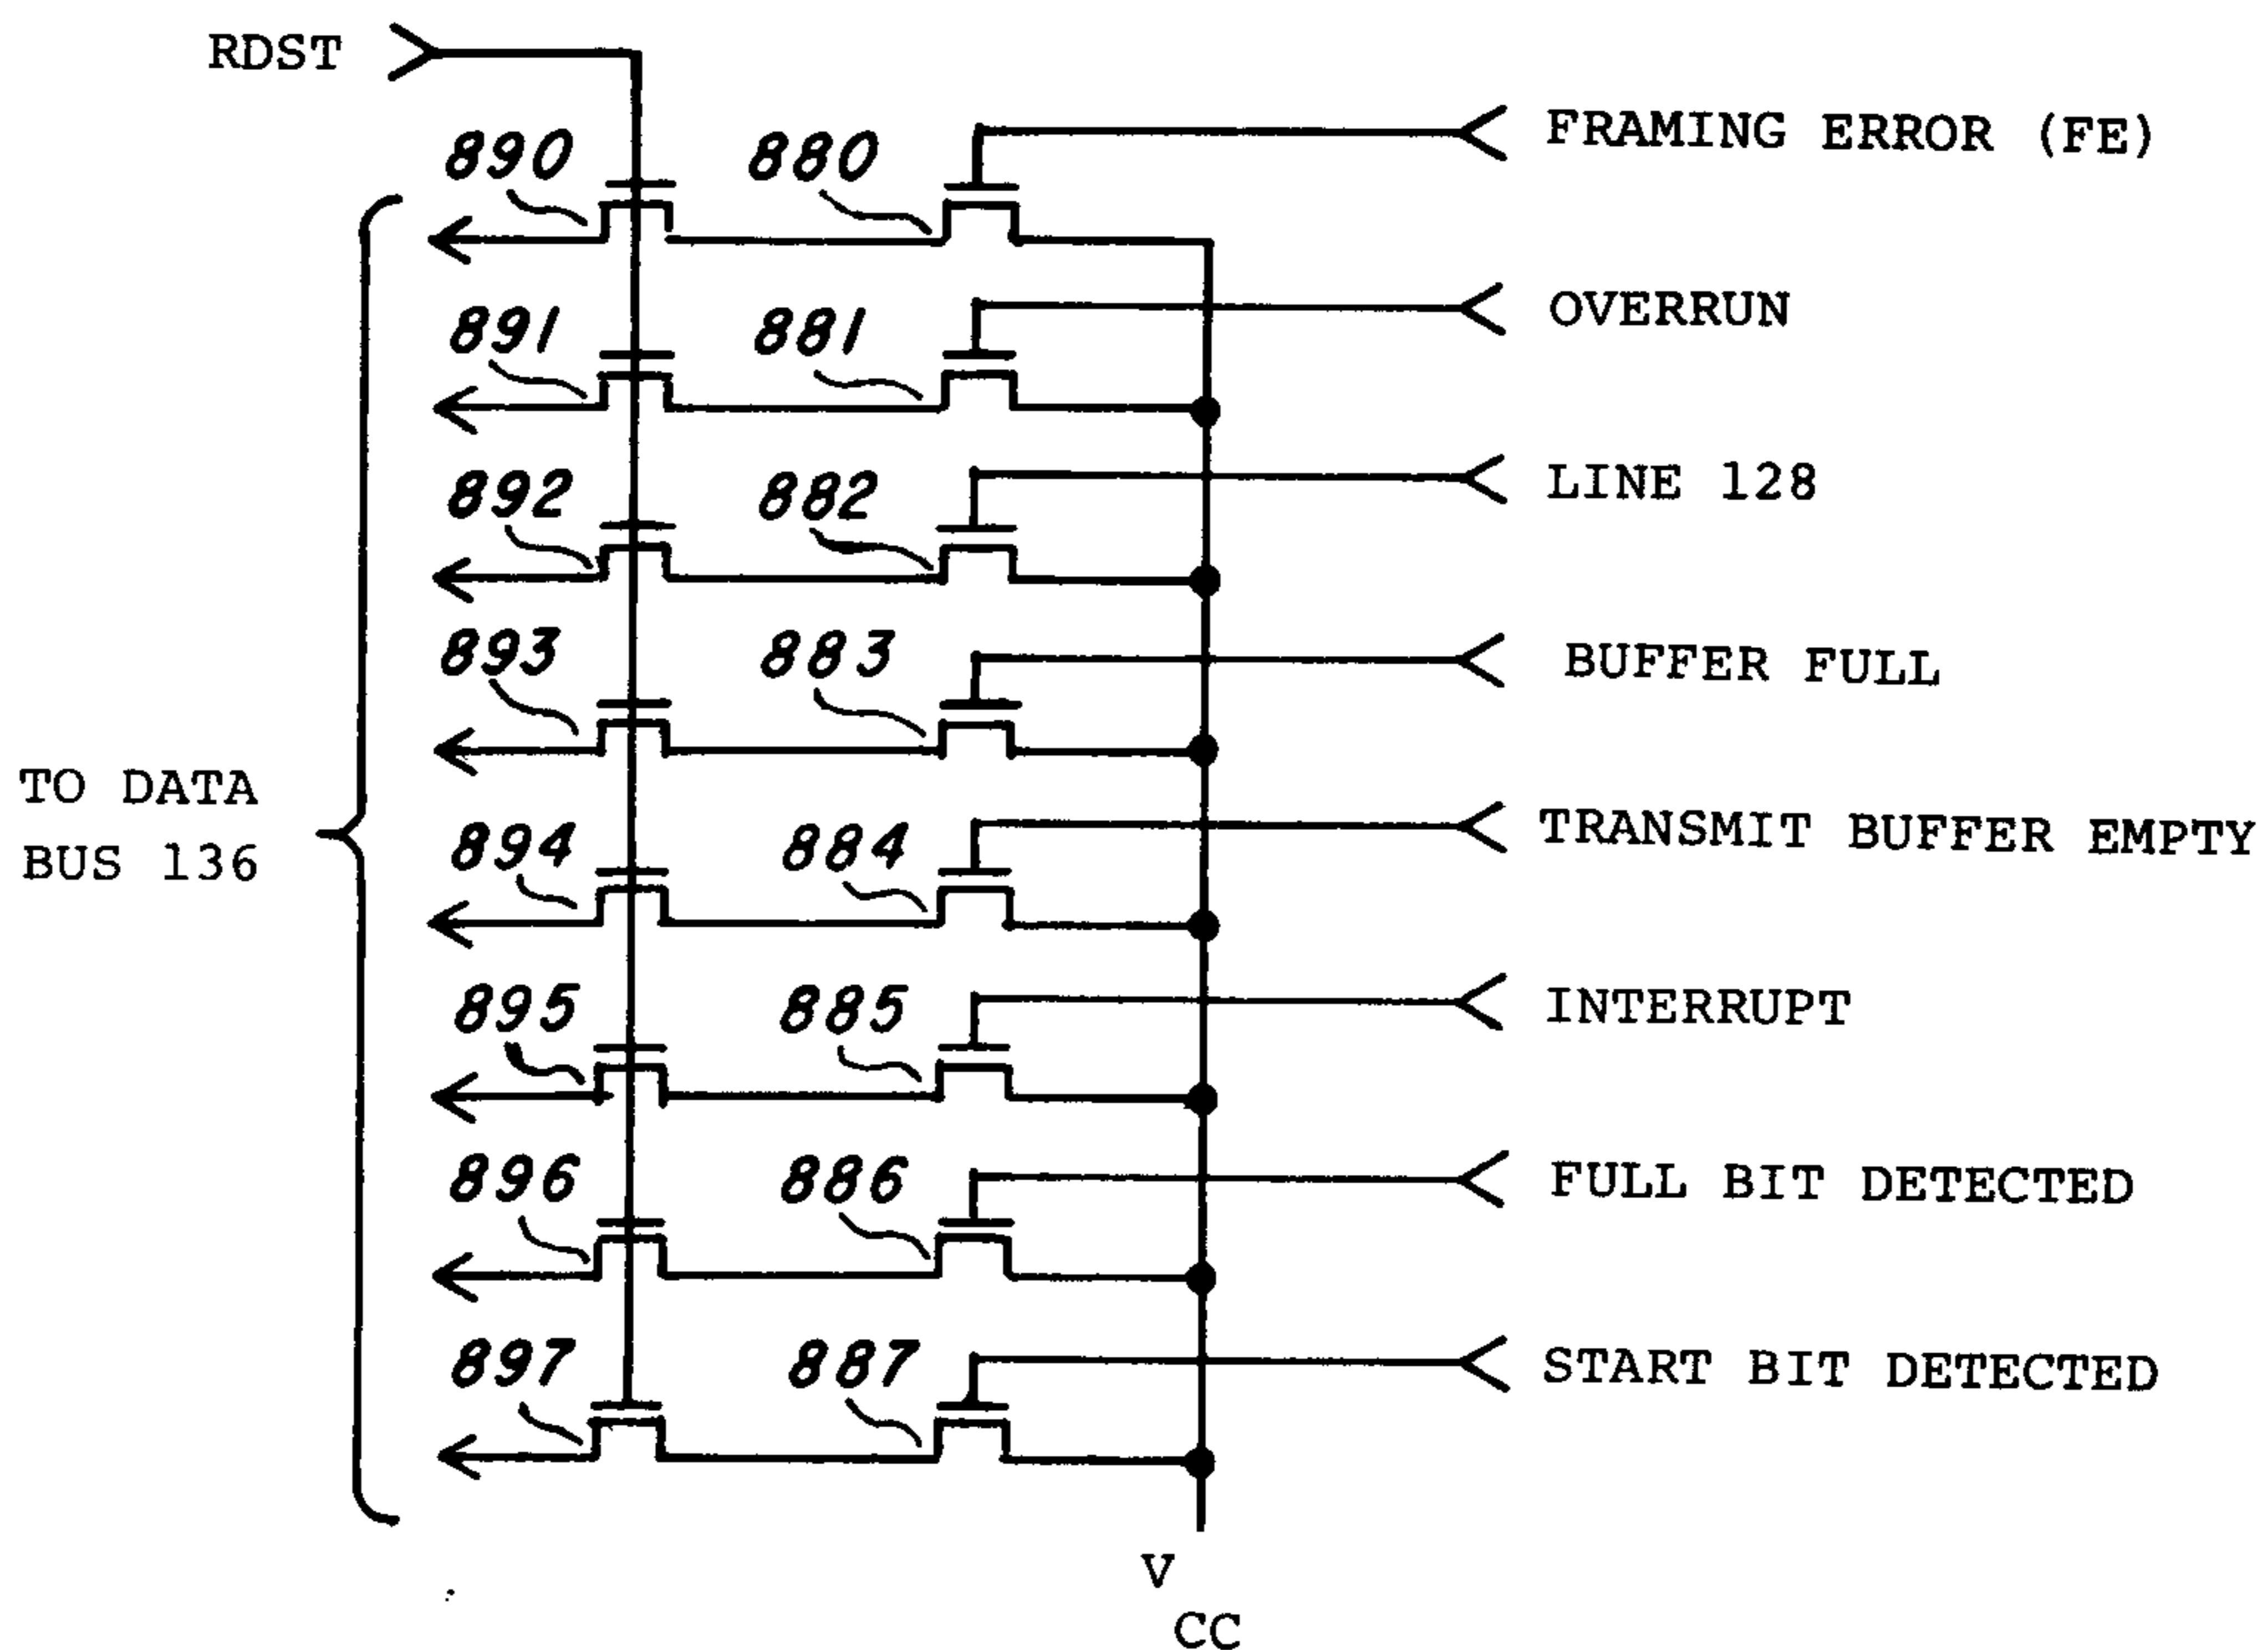 RDST
FRAMING ERROR (FE)
890 880
OVERRUN
891 881
LINE 128
892 882
BUFFER FULL
893 883
TO DATA
BUS 136
TRANSMIT BUFFER EMPTY
894 884
INTERRUPT
895 885
FULL BIT DETECTED
896 886
START BIT DETECTED
897 887
V
CC